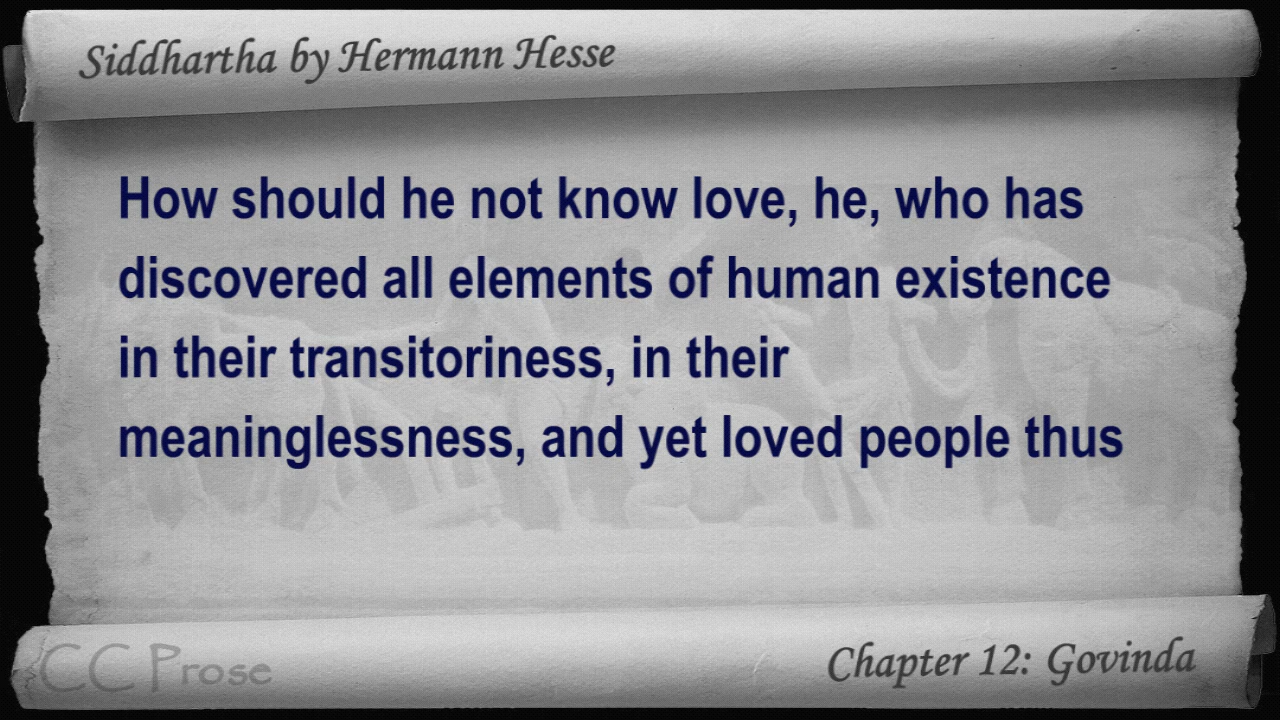 Siddhartha by Hermann Hesse
How should he not know love, he, who has
discovered all elements of human existence
in their transitoriness, in their
meaninglessness, and yet loved people thus
CC Prose
Chapter 12: Govinda